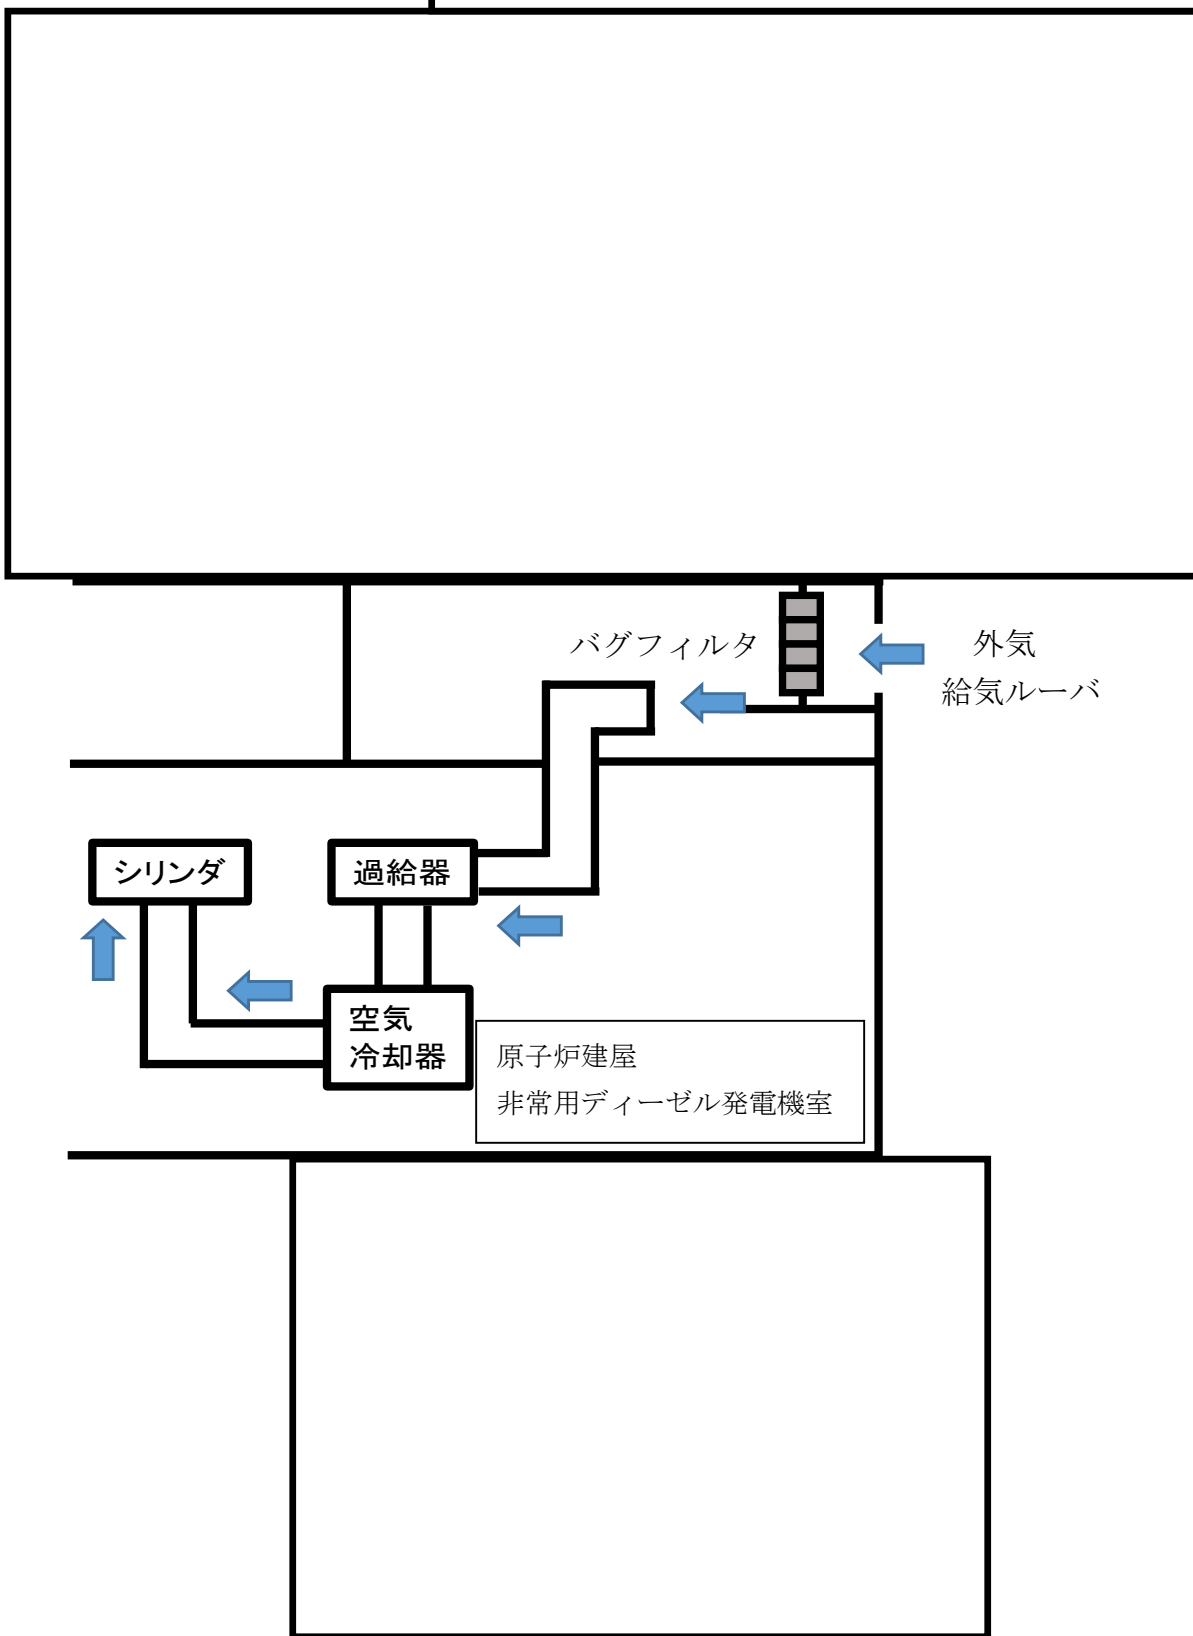 バグフィルタ
外気
給気ルーバ
シリンダ
過給器
空気
冷却器
原子炉建屋
非常用ディーゼル発電機室